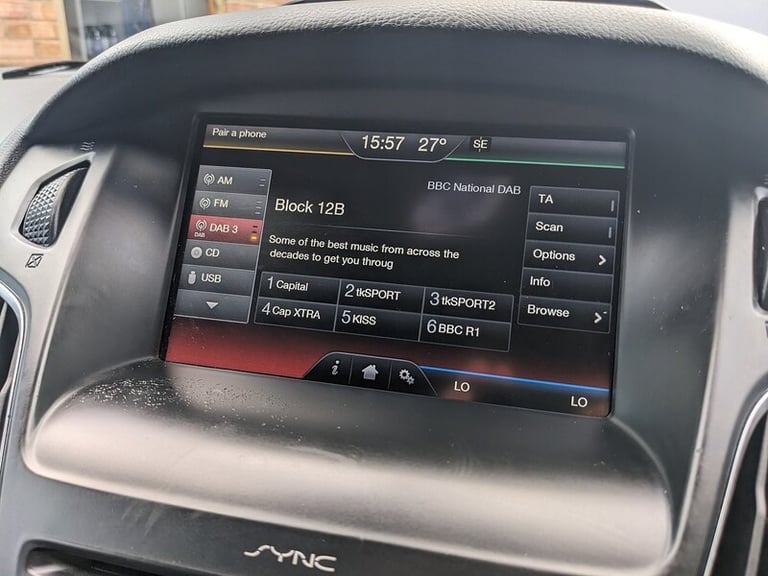 Pair a phone
15:57 27° SE
BBC National DAB
AM
FM
DAB 3
DAB
CD
USB
Block 12B
Some of the best music from across the
decades to get you throug
1 Capital
2 tkSPORT
3 tkSPORT2
4 Cap XTRA
5 KISS
6 BBC R1
TA
Scan
Options
Info
Browse
i
LO
LO
SYNC